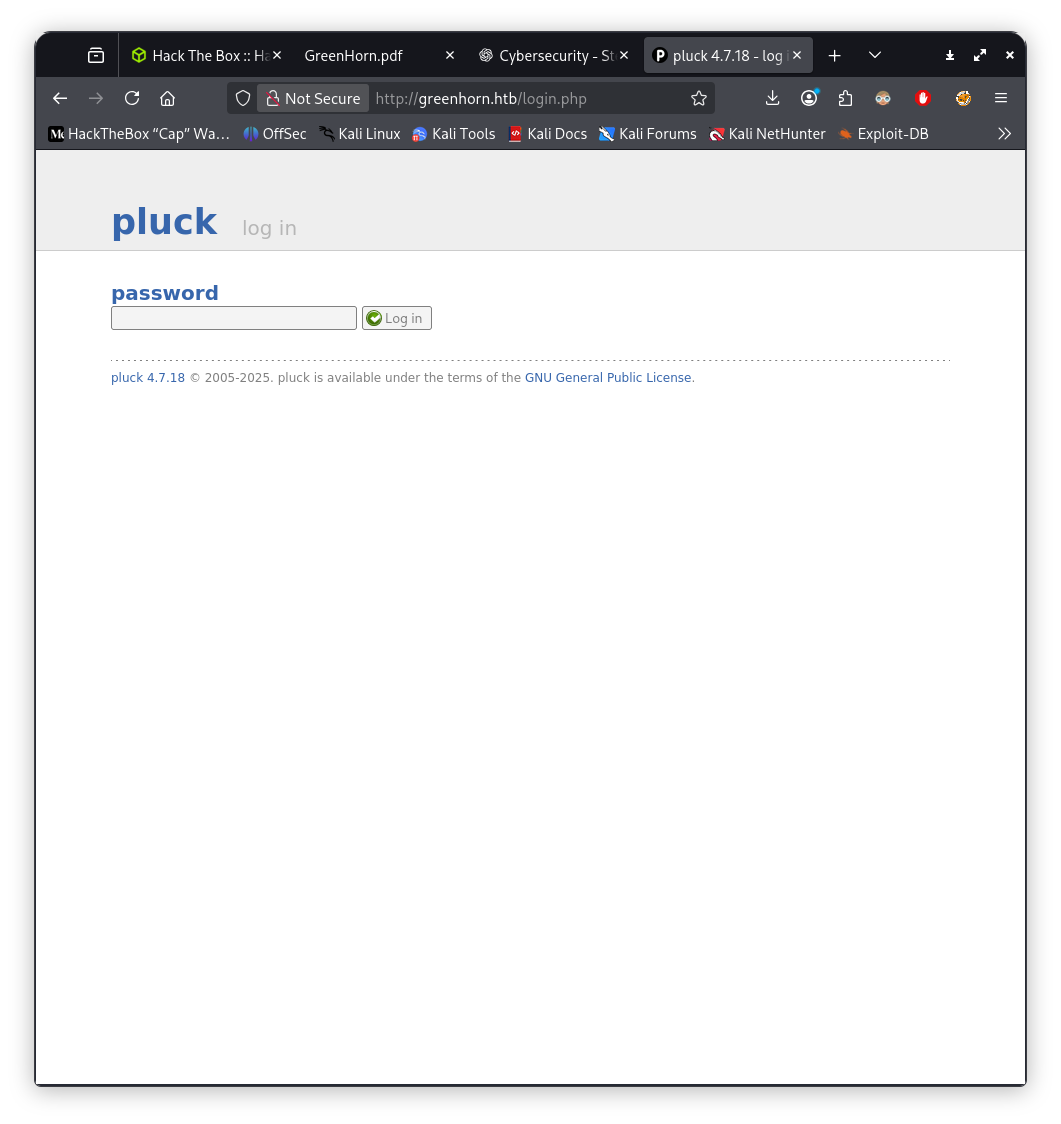 Hack The Box :: Ha
GreenHorn.pdf
Cybersecurity - St
pluck 4.7.18 - log i
Not Secure
http://greenhorn.htb/login.php
HackTheBox “Cap” Wa…
OffSec
Kali Linux
Kali Tools
Kali Docs
Kali Forums
Kali NetHunter
Exploit-DB
pluck log in
password
Log in
pluck 4.7.18 © 2005-2025. pluck is available under the terms of the GNU General Public License.